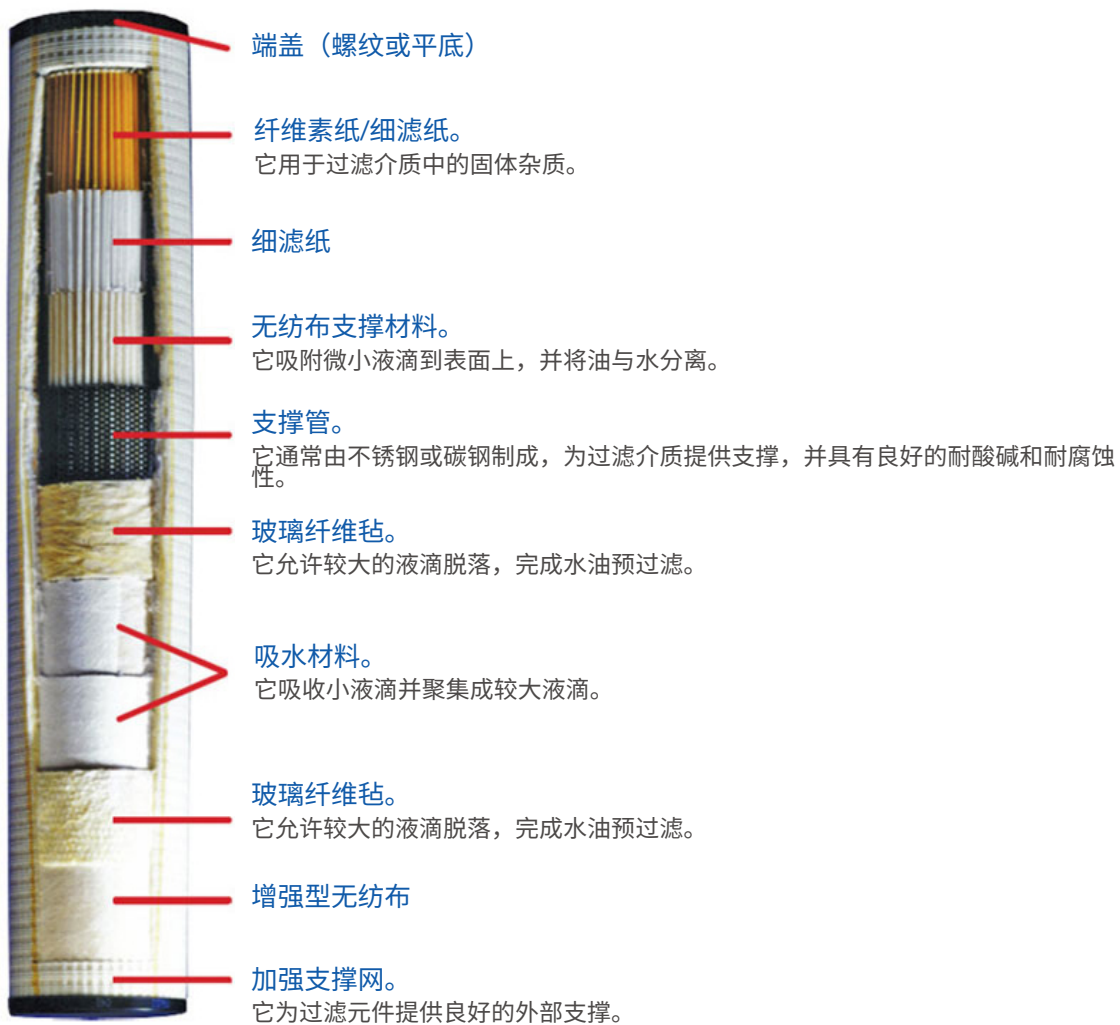 端盖（螺纹或平底）
纤维素纸/细滤纸。
它用于过滤介质中的固体杂质。
细滤纸
无纺布支撑材料。
它吸附微小液滴到表面上，并将油与水分离。
支撑管。
它通常由不锈钢或碳钢制成，为过滤介质提供支撑，并具有良好的耐酸碱和耐腐蚀
性。
玻璃纤维毡。
它允许较大的液滴脱落，完成水油预过滤。
吸水材料。
它吸收小液滴并聚集成较大液滴。
玻璃纤维毡。
它允许较大的液滴脱落，完成水油预过滤。
增强型无纺布
加强支撑网。
它为过滤元件提供良好的外部支撑。